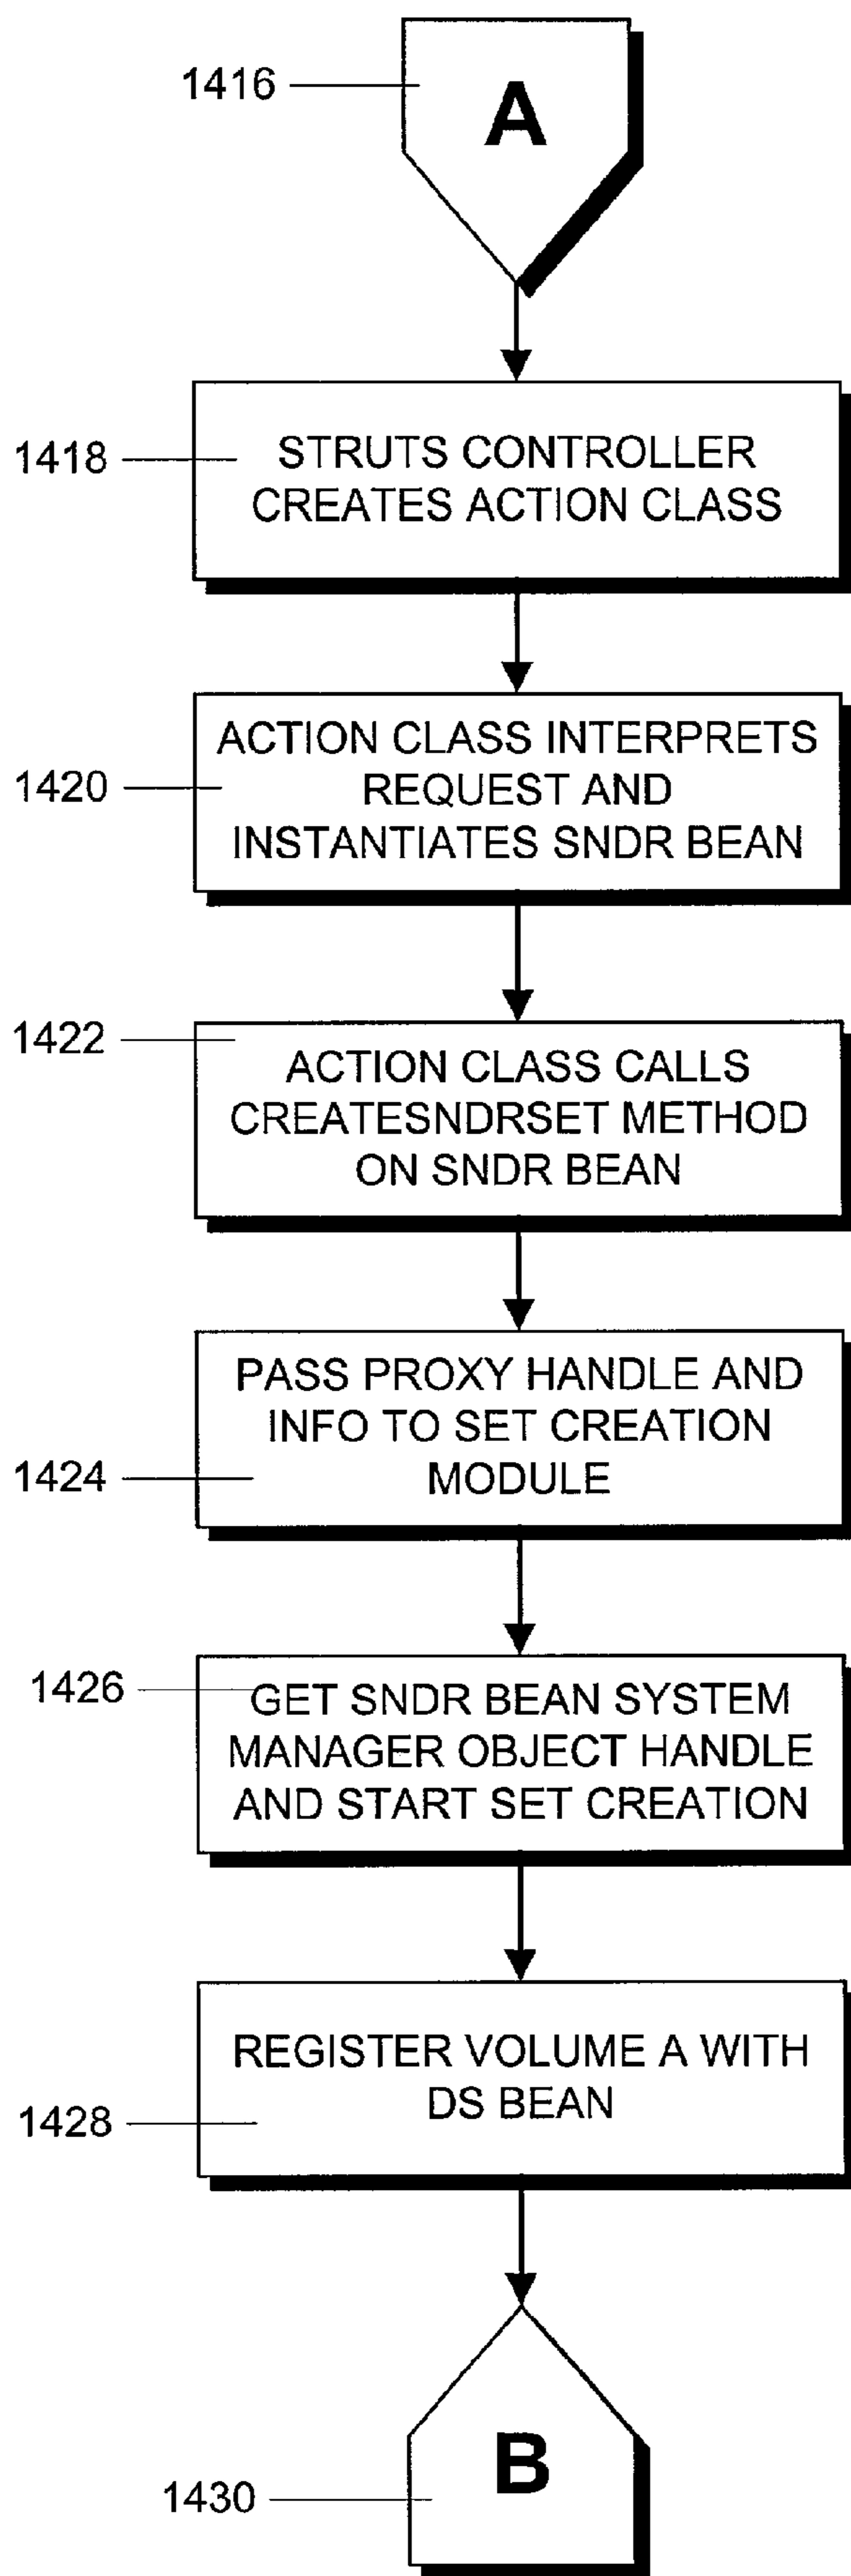 1416
A
1418
STRUTS CONTROLLER
CREATES ACTION CLASS
1420
ACTION CLASS INTERPRETS
REQUEST AND
INSTANTIATES SNDR BEAN
1422
ACTION CLASS CALLS
CREATESNDRSET METHOD
ON SNDR BEAN
1424
PASS PROXY HANDLE AND
INFO TO SET CREATION
MODULE
1426
GET SNDR BEAN SYSTEM
MANAGER OBJECT HANDLE
AND START SET CREATION
1428
REGISTER VOLUME A WITH
DS BEAN
1430
B